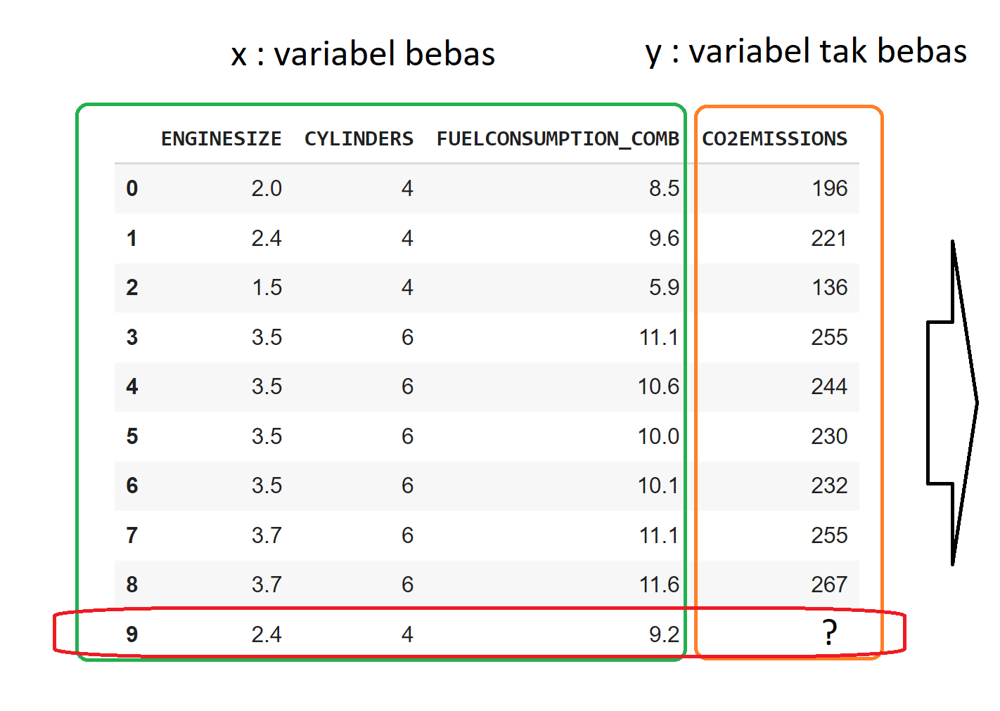 x : variabel bebas
y : variabel tak bebas
ENGINESIZE CYLINDERS FUELCONSUMPTION_COMB CO2EMISSIONS
0 2.0 4 8.5 196
1 2.4 4 9.6 221
2 1.5 4 5.9 136
3 3.5 6 11.1 255
4 3.5 6 10.6 244
5 3.5 6 10.0 230
6 3.5 6 10.1 232
7 3.7 6 11.1 255
8 3.7 6 11.6 267
9 2.4 4 9.2 ?